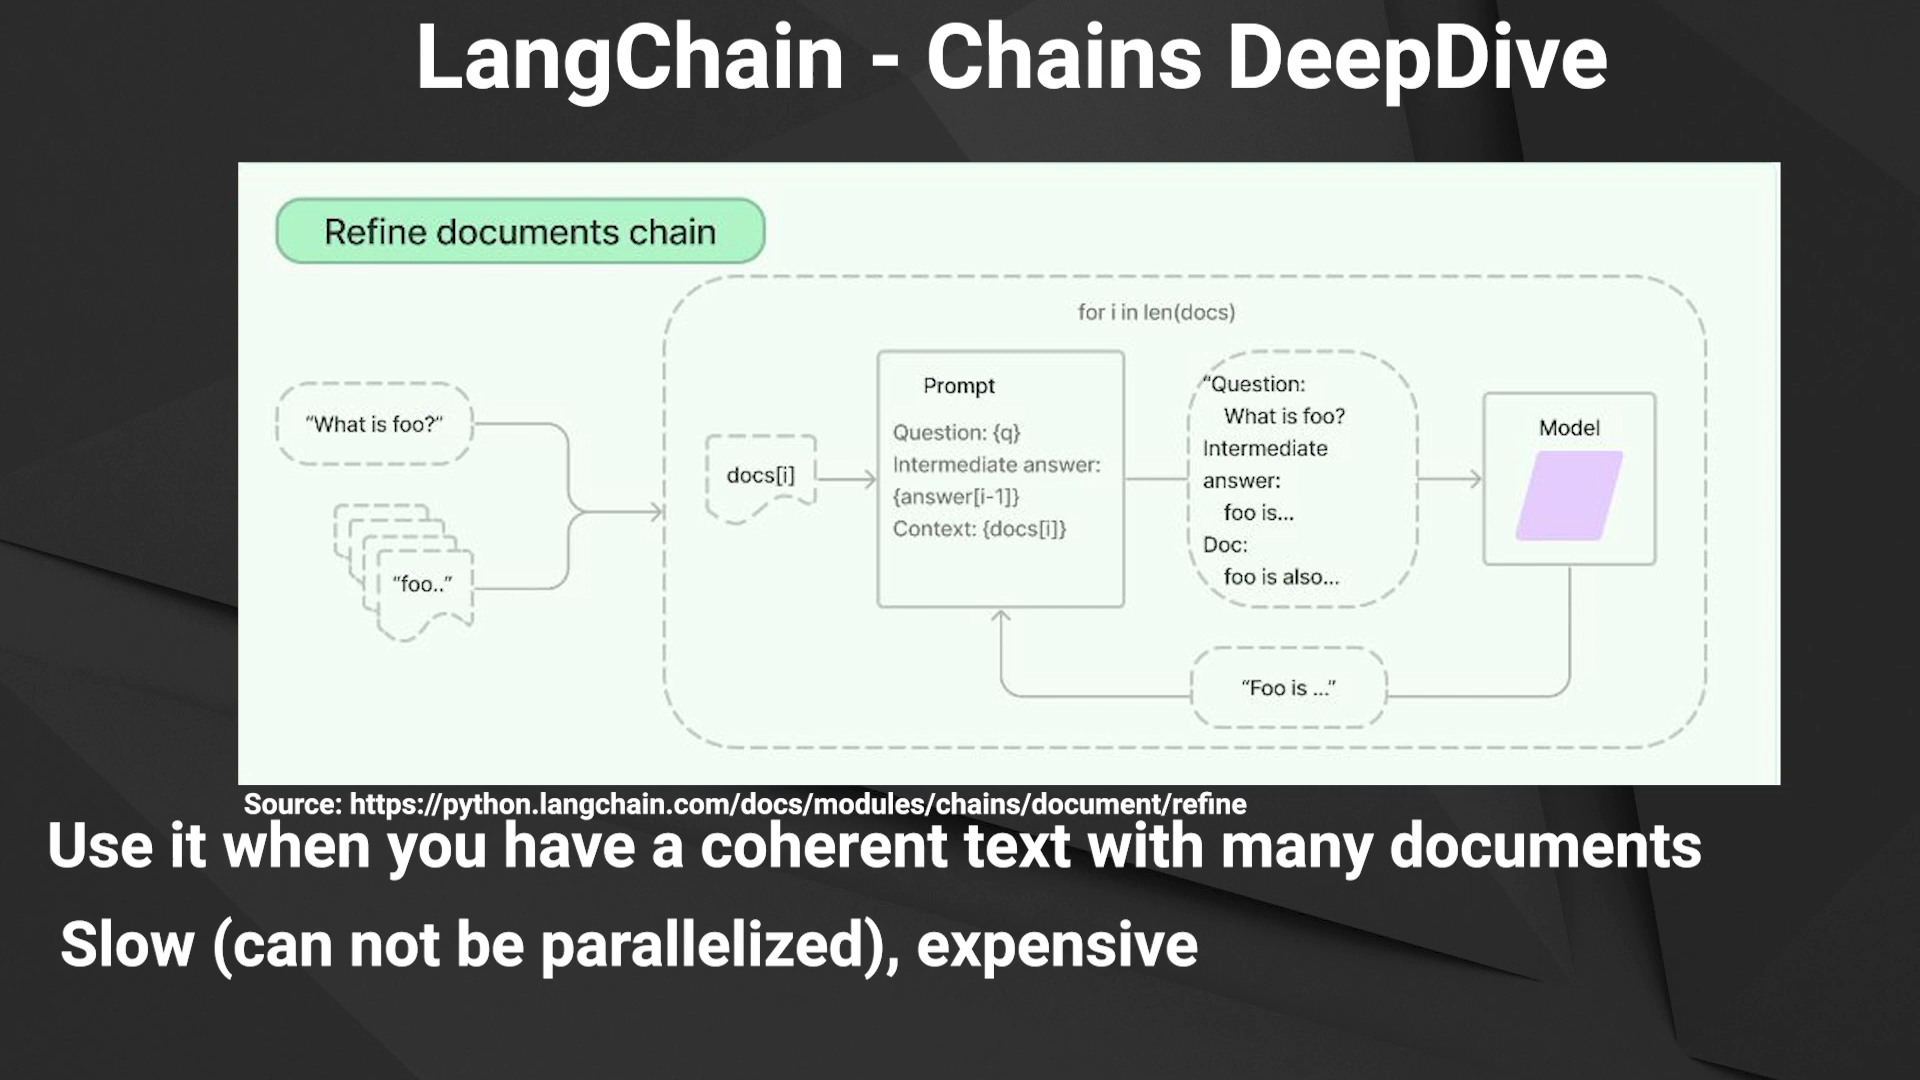 LangChain - Chains DeepDive
Refine documents chain
for i in len(docs)
"What is foo?"
"foo.."
docs[i]
Prompt
Question: {q}
Intermediate answer:
{answer[i-1]}
Context: {docs[i]}
"Question:
What is foo?
Intermediate
answer:
foo is...
Doc:
foo is also...
Model
"Foo is ..."
Source: https://python.langchain.com/docs/modules/chains/document/refine
Use it when you have a coherent text with many documents
Slow (can not be parallelized), expensive